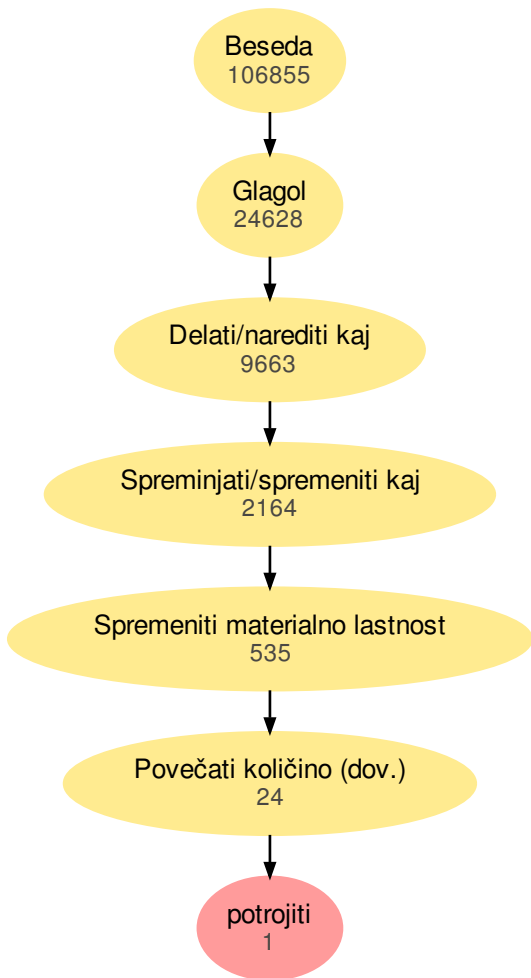 Beseda
106855
Glagol
24628
Delati/narediti kaj
9663
Spreminjati/spremeniti kaj
2164
Spremeniti materialno lastnost
535
Povečati količino (dov.)
24
potrojiti
1